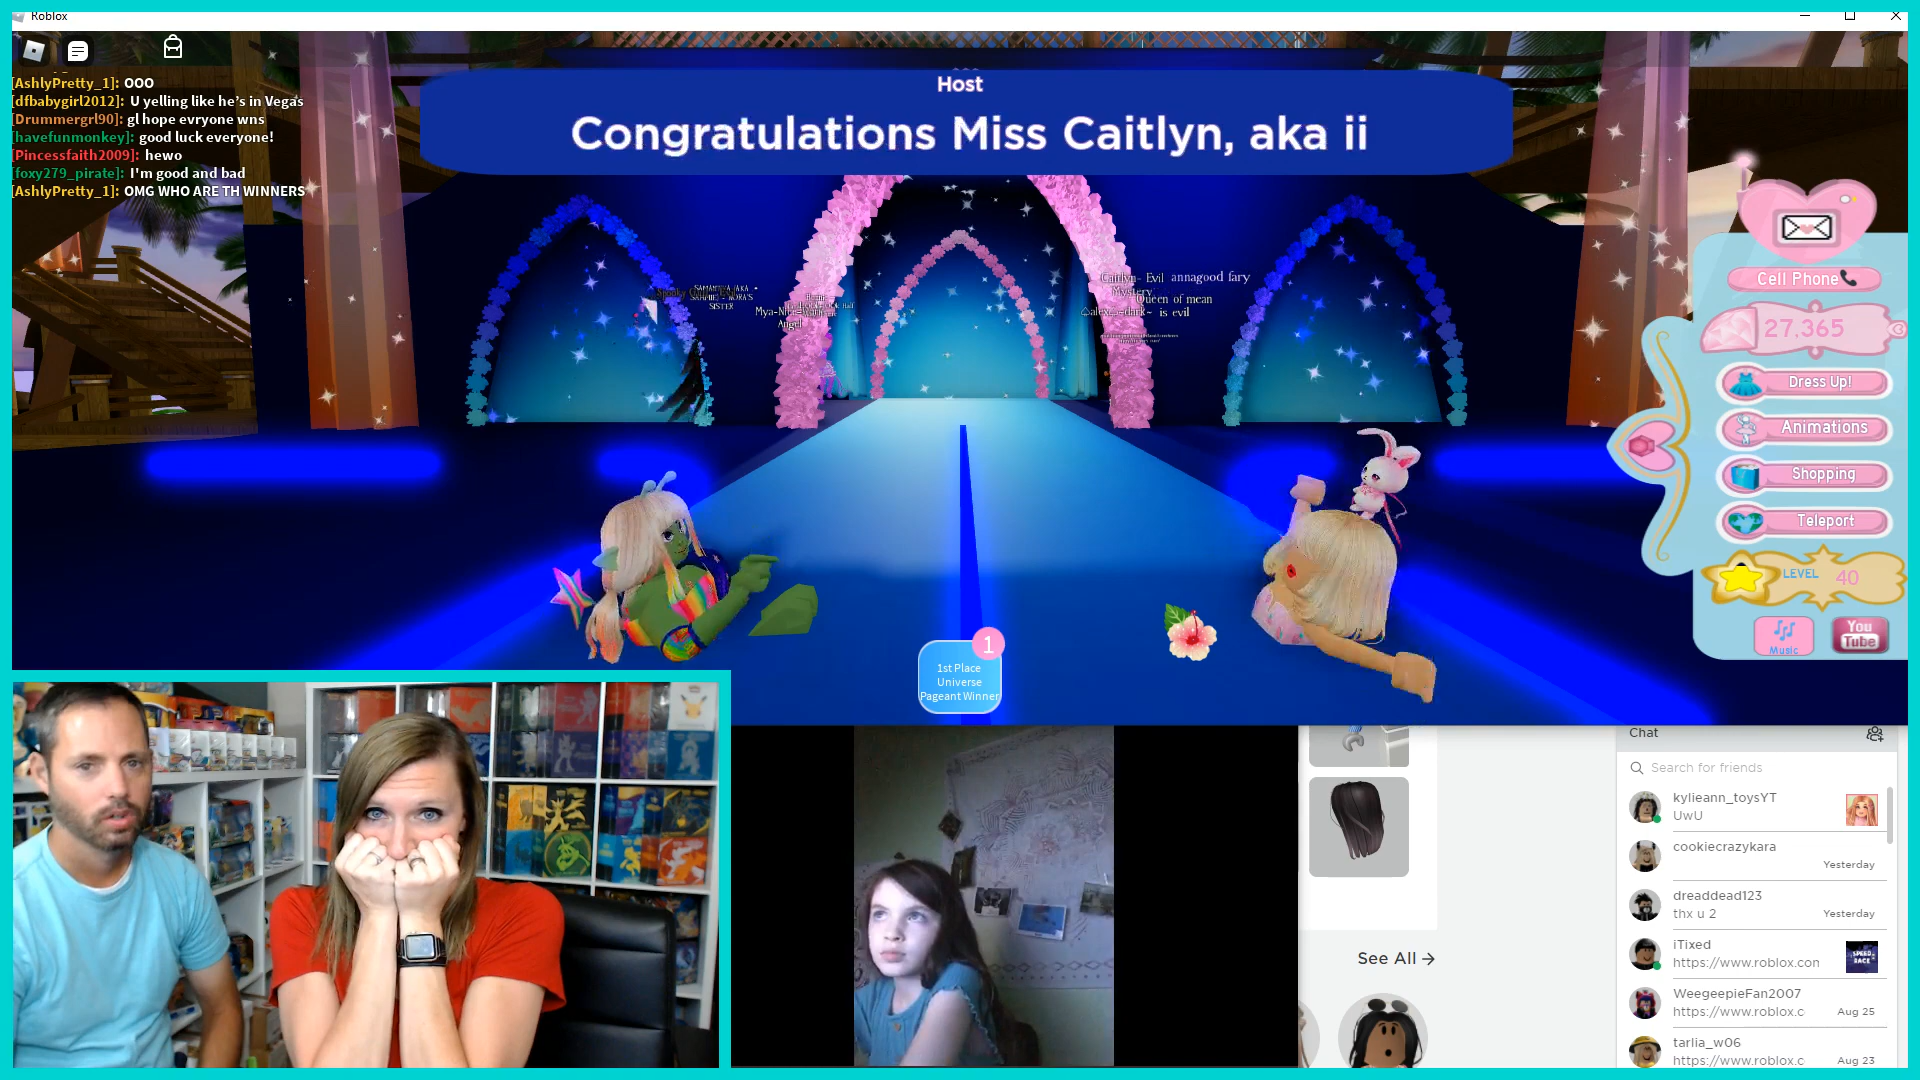 Roblox
[AshlyPretty_1]: OOO
[dfbabygirl2012]: U yelling like he's in Vegas
[Drummergrl90]: gl hope evryone wns
[havefunmonkey]: good luck everyone!
[Pincessfaith2009]: hewo
[foxy279_pirate]: I'm good and bad
[AshlyPretty_1]: OMG WHO ARE TH WINNERS
Host
Congratulations Miss Caitlyn, aka ii
SISTER
Angel
Caitlyn- Evil
Mystery
annagood fary
Queen of mean
is evil
Cell Phone
27,365
Dress Up!
Animations
Shopping
Teleport
LEVEL 40
Music
You
Tube
1
1st Place
Universe
Pageant Winner
See All →
Chat
Search for friends
kylieann_toysYT
UwU
cookiecrazykara
Yesterday
dreaddead123
thx u 2
Yesterday
iTixed
https://www.roblox.con
SPEED
RACE
WeegeepieFan2007
https://www.roblox.c
Aug 25
tarlia_w06
https://www.roblox.c
Aug 23